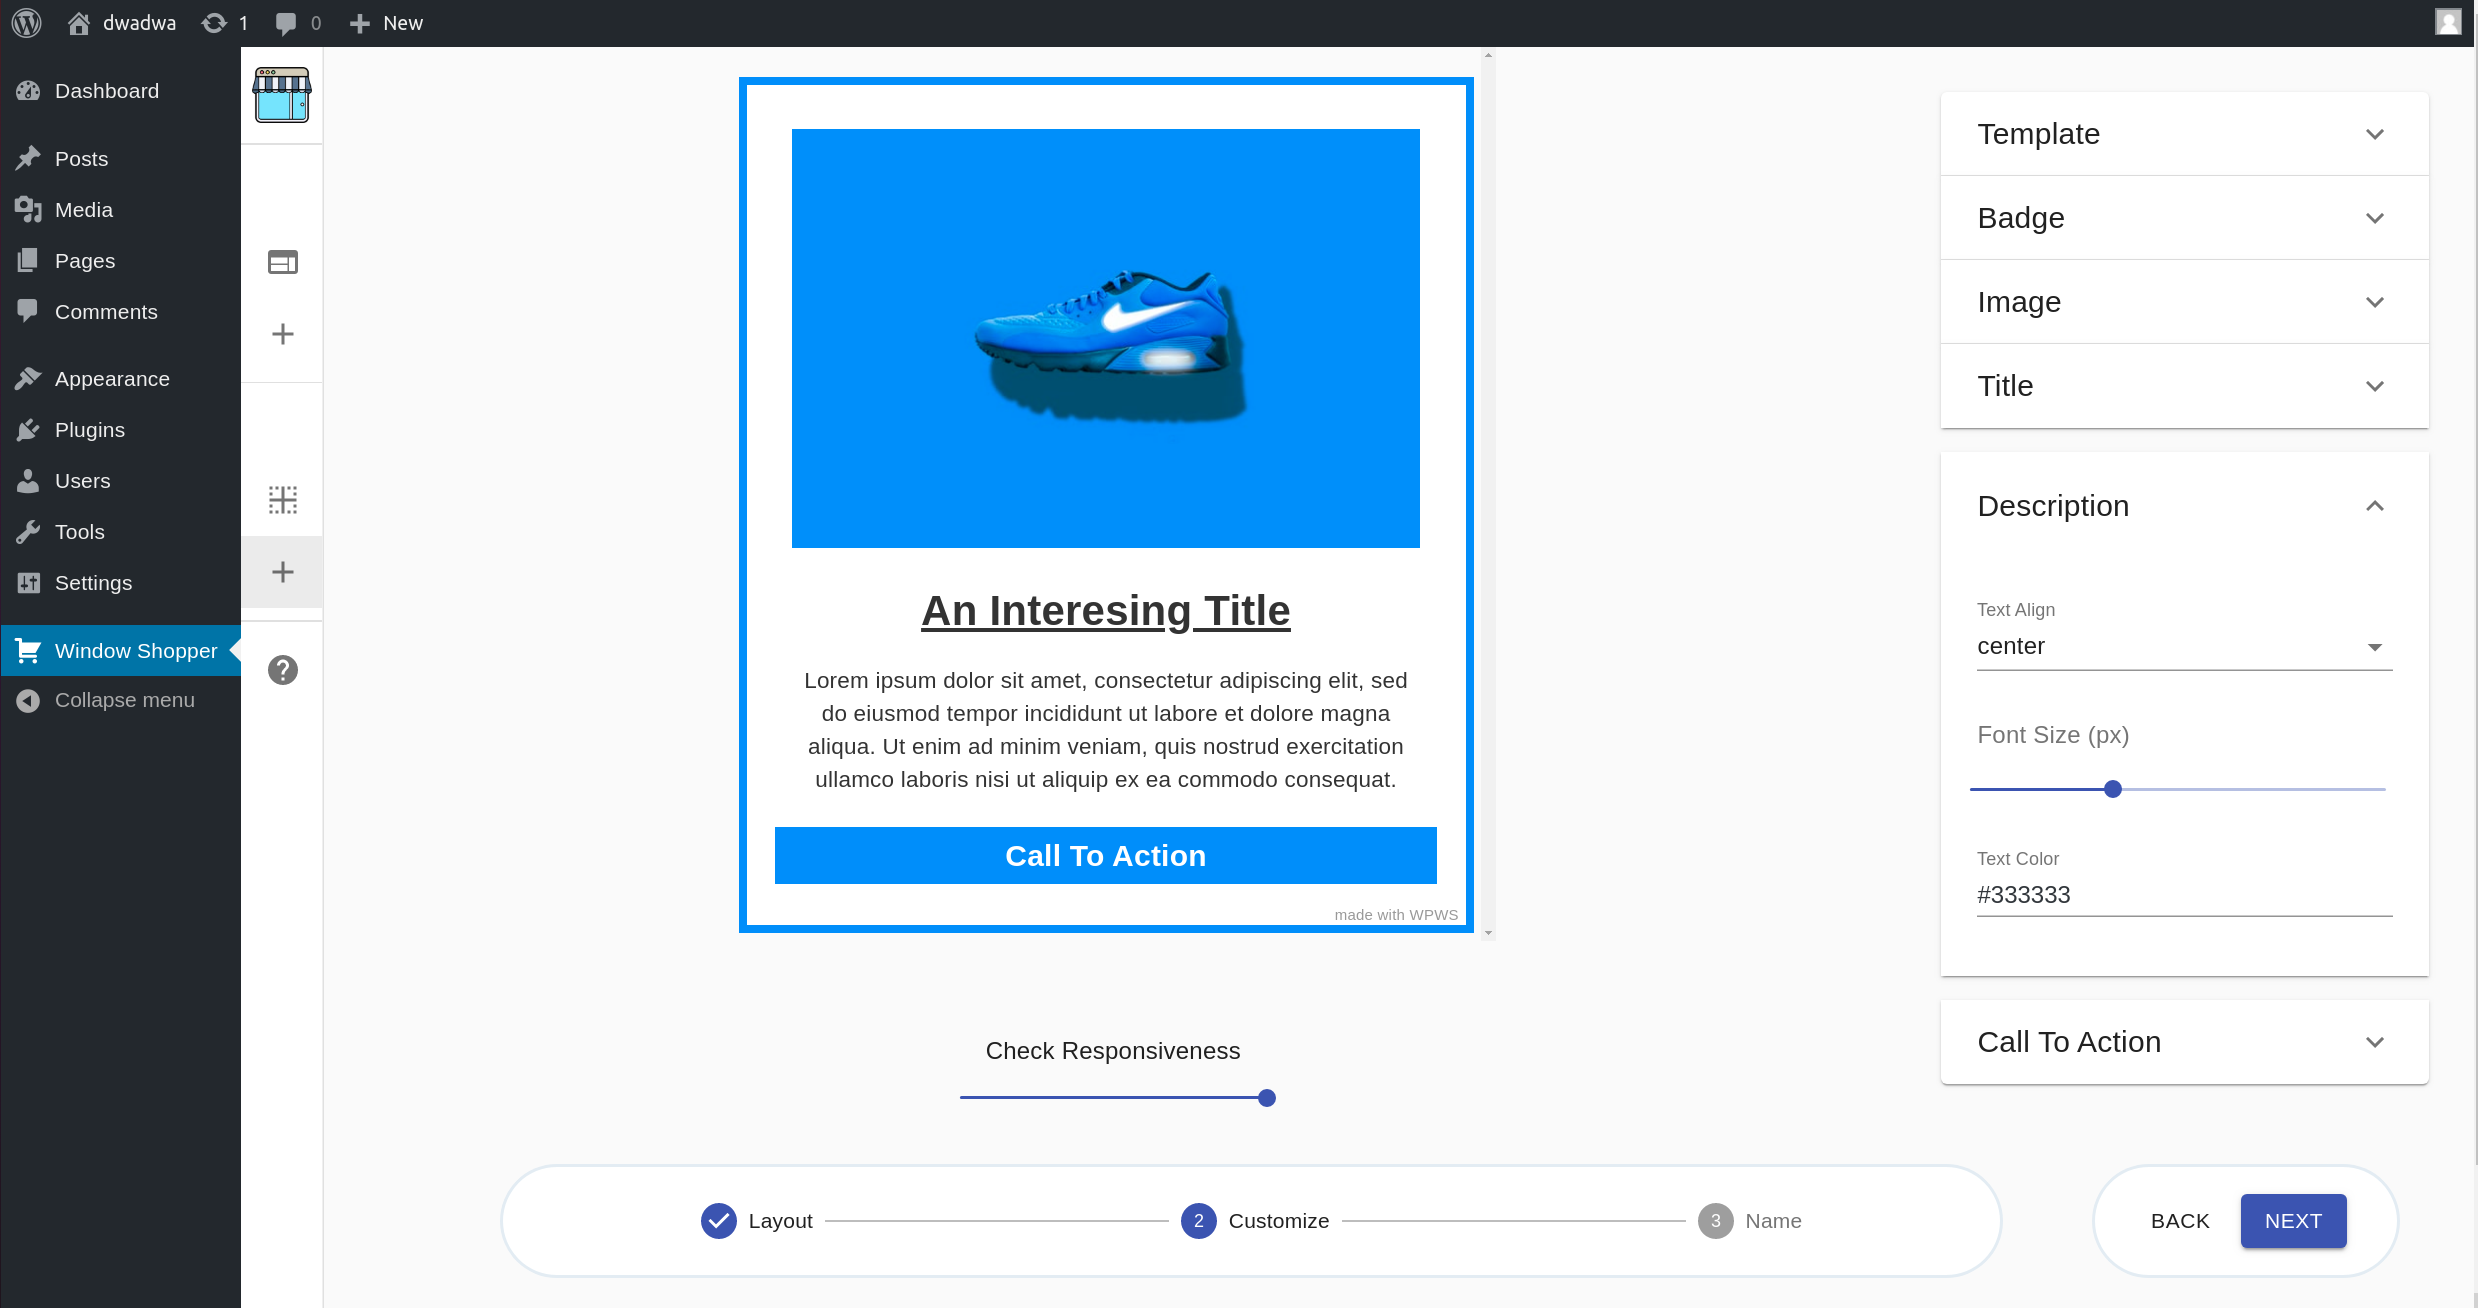 dwadwa
1
0
New
Dashboard
Posts
Media
Pages
Comments
Appearance
Plugins
Users
Tools
Settings
Window Shopper
Collapse menu
An Interesing Title
Lorem ipsum dolor sit amet, consectetur adipiscing elit, sed
do eiusmod tempor incididunt ut labore et dolore magna
aliqua. Ut enim ad minim veniam, quis nostrud exercitation
ullamco laboris nisi ut aliquip ex ea commodo consequat.
Call To Action
made with WPWS
Check Responsiveness
Template
Badge
Image
Title
Description
Text Align
center
Font Size (px)
Text Color
#333333
Call To Action
Layout
2 Customize
3 Name
BACK
NEXT